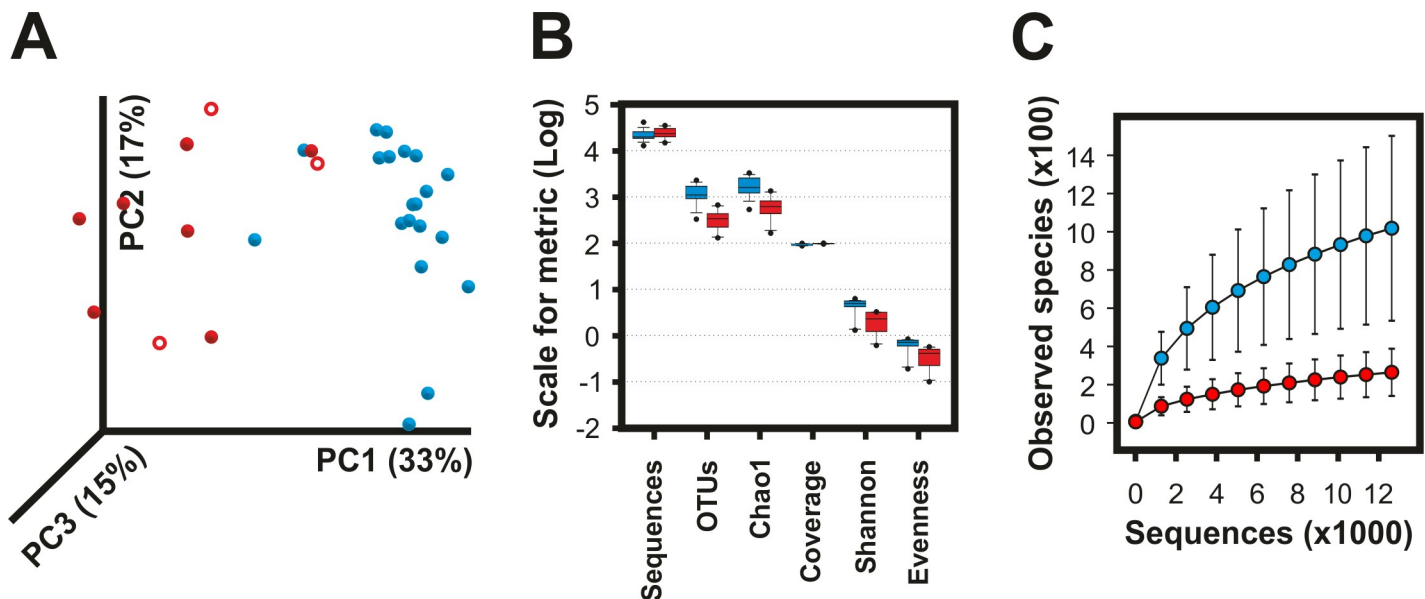 A
PC2 (17%)
PC1 (33%)
PC3 (15%)
B
Scale for metric (Log)
5
4
3
2
1
0
-1
-2
Sequences
OTUs
Chao1
Coverage
Shannon
Evenness
C
Observed species (x100)
14
12
10
8
6
4
2
0
0 2 4 6 8 10 12
Sequences (x1000)